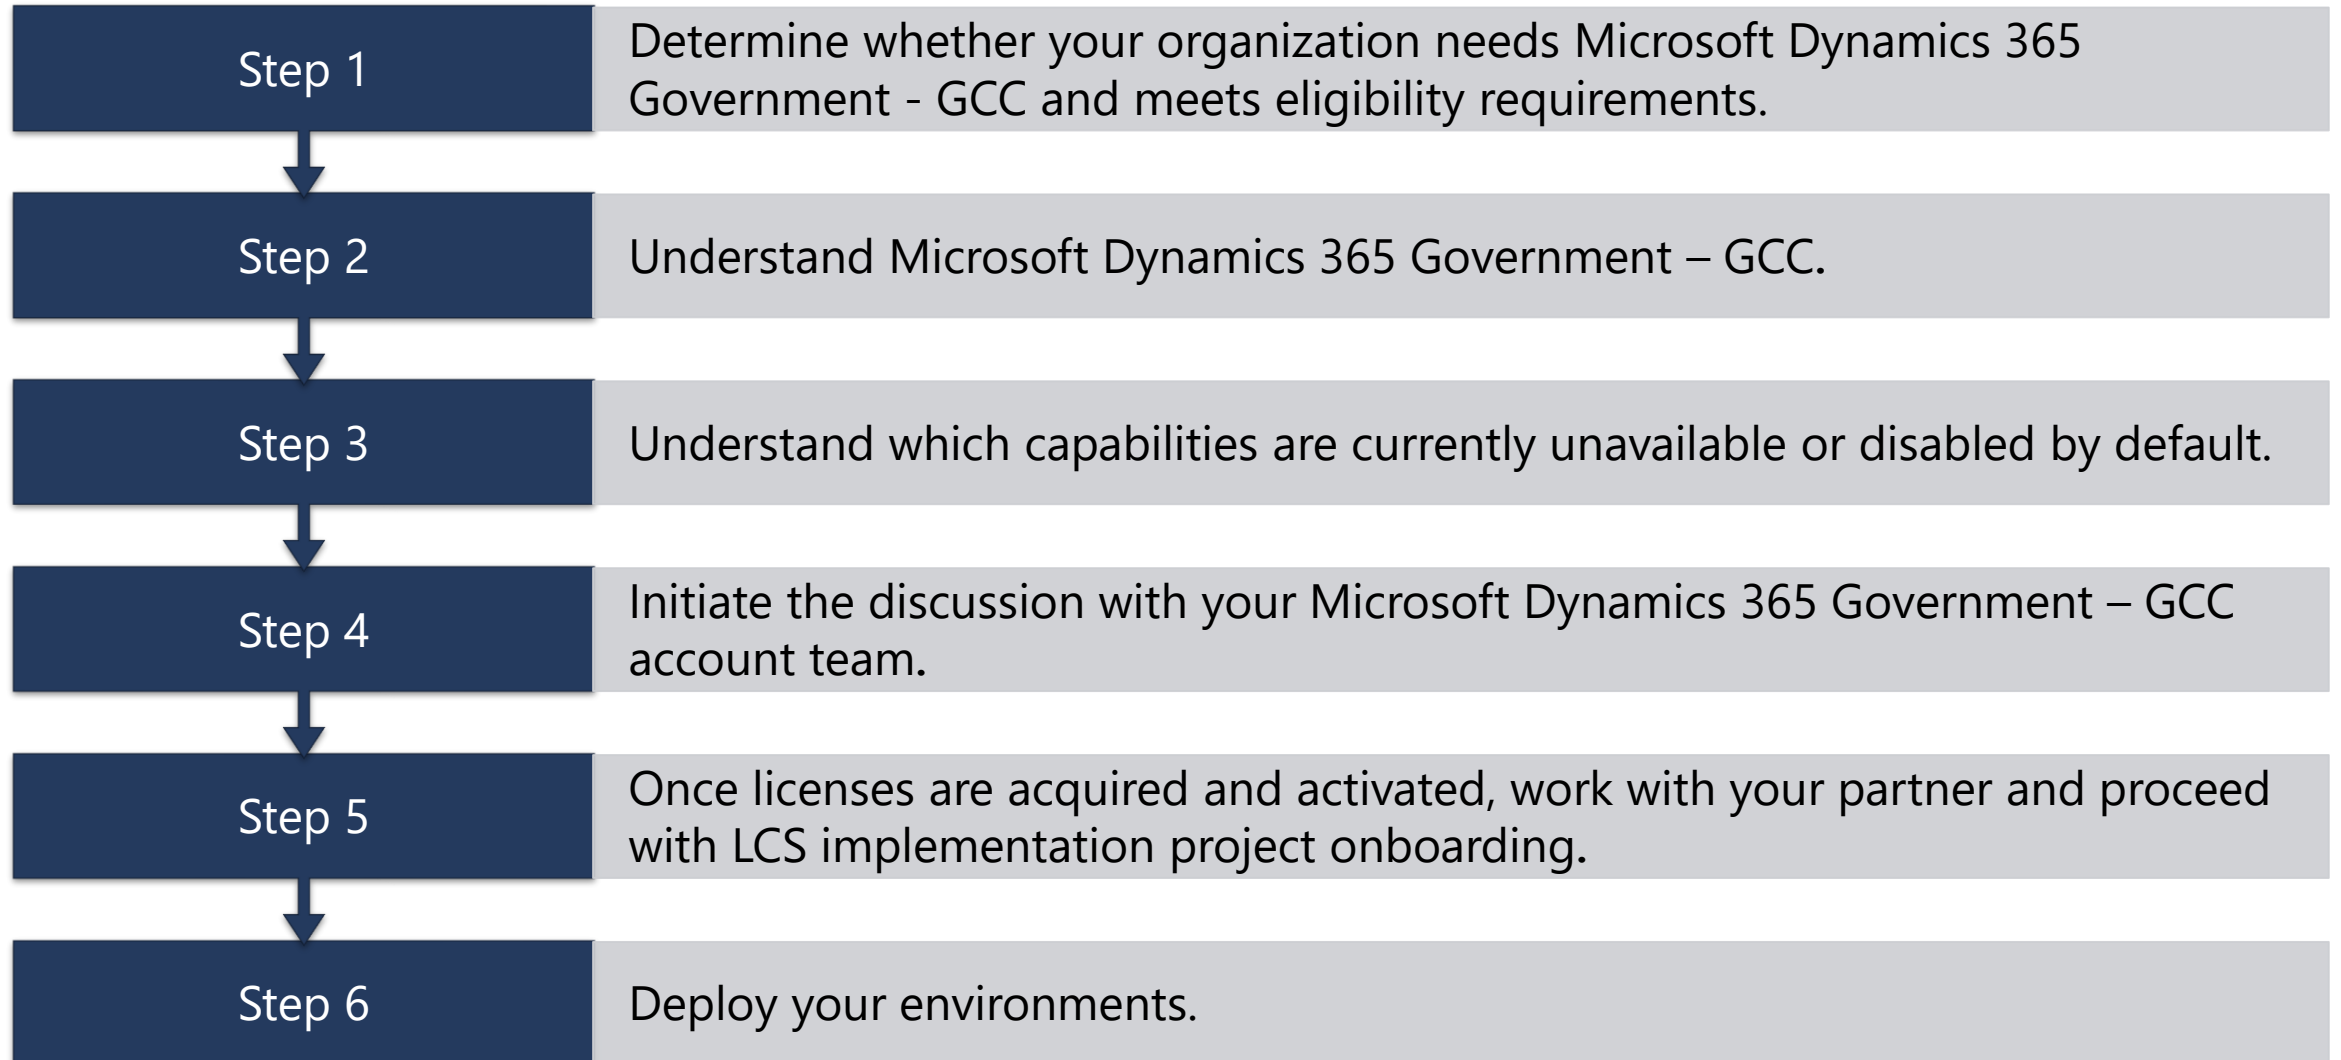 Step 1
Determine whether your organization needs Microsoft Dynamics 365
Government - GCC and meets eligibility requirements.
Step 2
Understand Microsoft Dynamics 365 Government – GCC.
Step 3
Understand which capabilities are currently unavailable or disabled by default.
Step 4
Initiate the discussion with your Microsoft Dynamics 365 Government – GCC
account team.
Step 5
Once licenses are acquired and activated, work with your partner and proceed
with LCS implementation project onboarding.
Step 6
Deploy your environments.